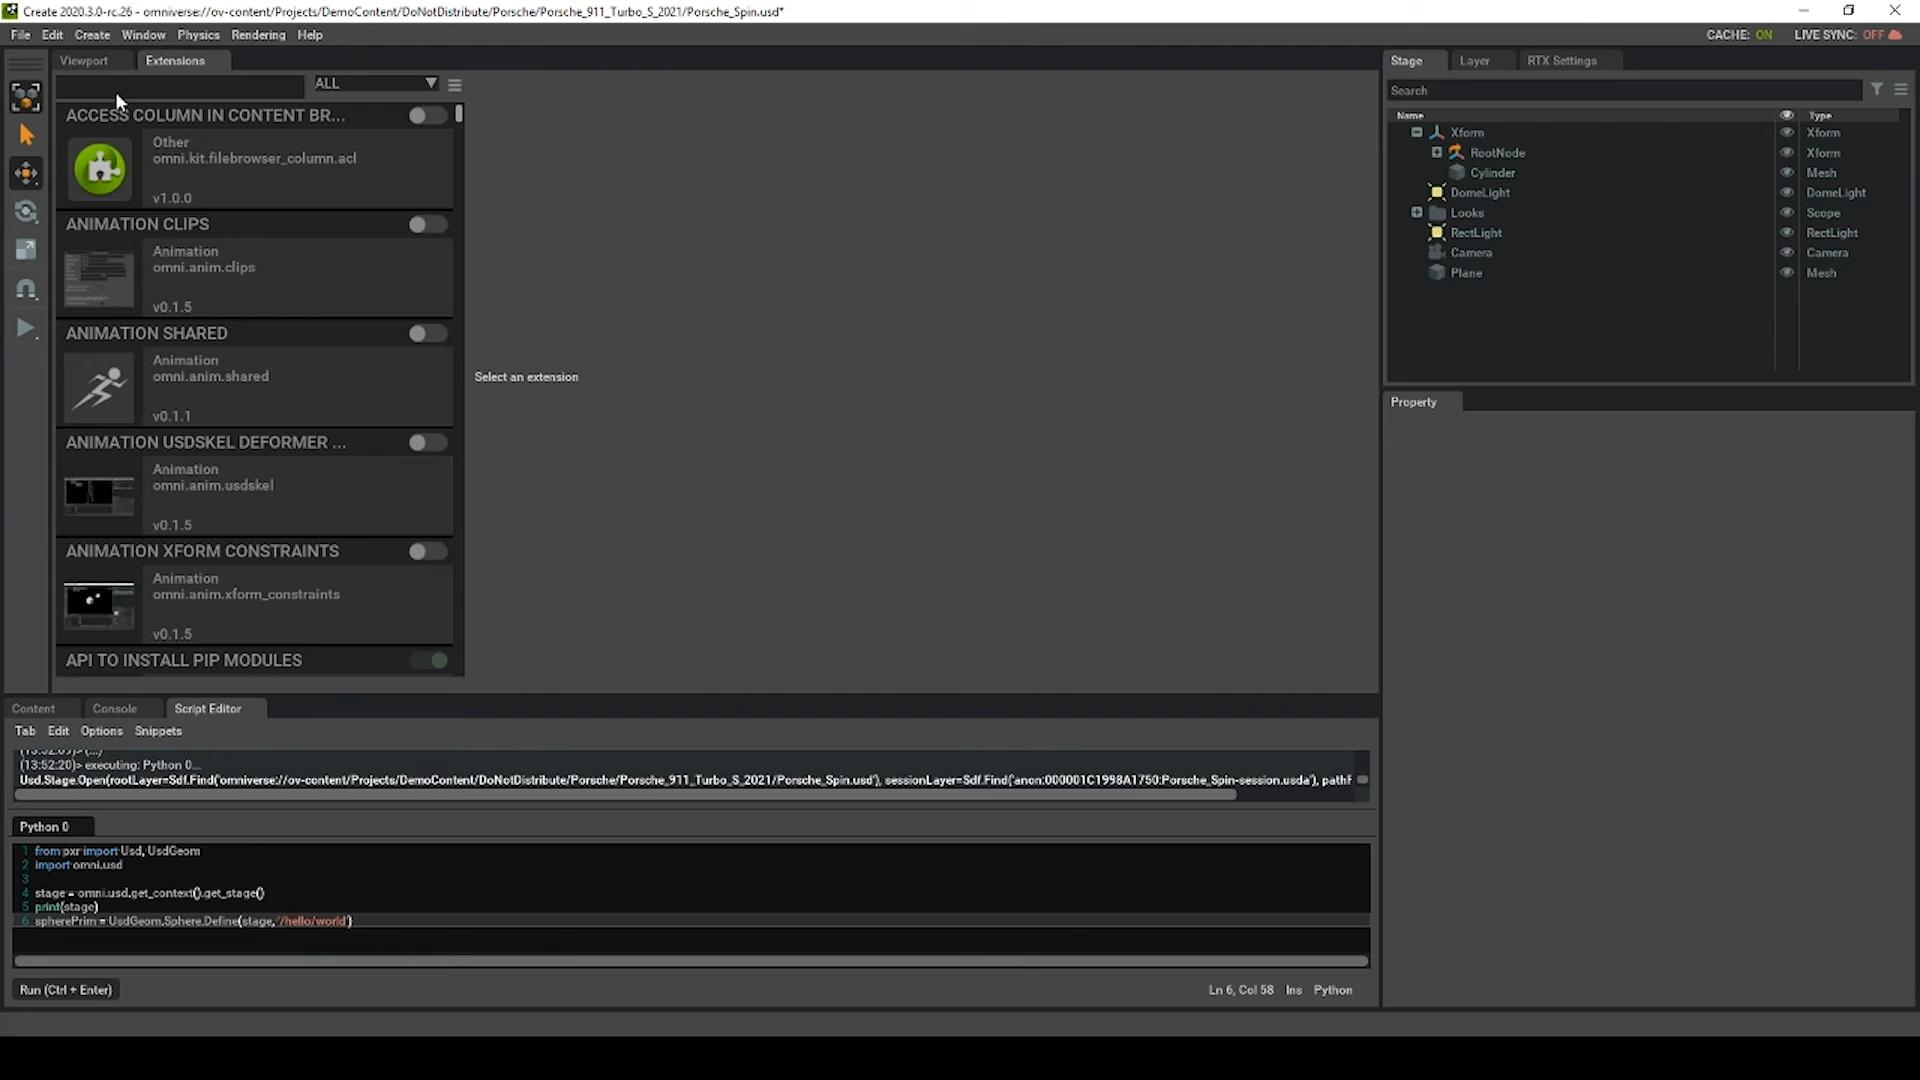 Create 2020.3.0-rc.26 - omniverse://ov-content/Projects/DemoContent/DoNotDistribute/Porsche/Porsche_911_Turbo_S_2021/Porsche_Spin.usd*
File Edit Create Window Physics Rendering Help
CACHE: ON LIVE SYNC: OFF
Viewport Extensions
ALL
ACCESS COLUMN IN CONTENT BR...
Other
omni.kit.filebrowser_column.acl
v1.0.0
ANIMATION CLIPS
Animation
omni.anim.clips
v0.1.5
ANIMATION SHARED
Animation
omni.anim.shared
v0.1.1
ANIMATION USDSKEL DEFORMER ...
Animation
omni.anim.usdskel
v0.1.5
ANIMATION XFORM CONSTRAINTS
Animation
omni.anim.xform_constraints
v0.1.5
API TO INSTALL PIP MODULES
Select an extension
Stage Layer RTX Settings
Search
Name Type
Xform Xform
RootNode Xform
Cylinder Mesh
DomeLight DomeLight
Looks Scope
RectLight RectLight
Camera Camera
Plane Mesh
Property
Content Console Script Editor
Tab Edit Options Snippets
(13:52:20)> executing: Python 0...
Usd.Stage.Open(rootLayer=Sdf.Find('omniverse://ov-content/Projects/DemoContent/DoNotDistribute/Porsche/Porsche_911_Turbo_S_2021/Porsche_Spin.usd'), sessionLayer=Sdf.Find('anon:000001C1998A1750:Porsche_Spin-session.usda'), pathR
Python 0
1 from pxr import Usd, UsdGeom
2 import omni.usd
3
4 stage = omni.usd.get_context().get_stage()
5 print(stage)
6 spherePrim = UsdGeom.Sphere.Define(stage, '/hello/world')
Run (Ctrl + Enter)
Ln 6, Col 58 Ins Python